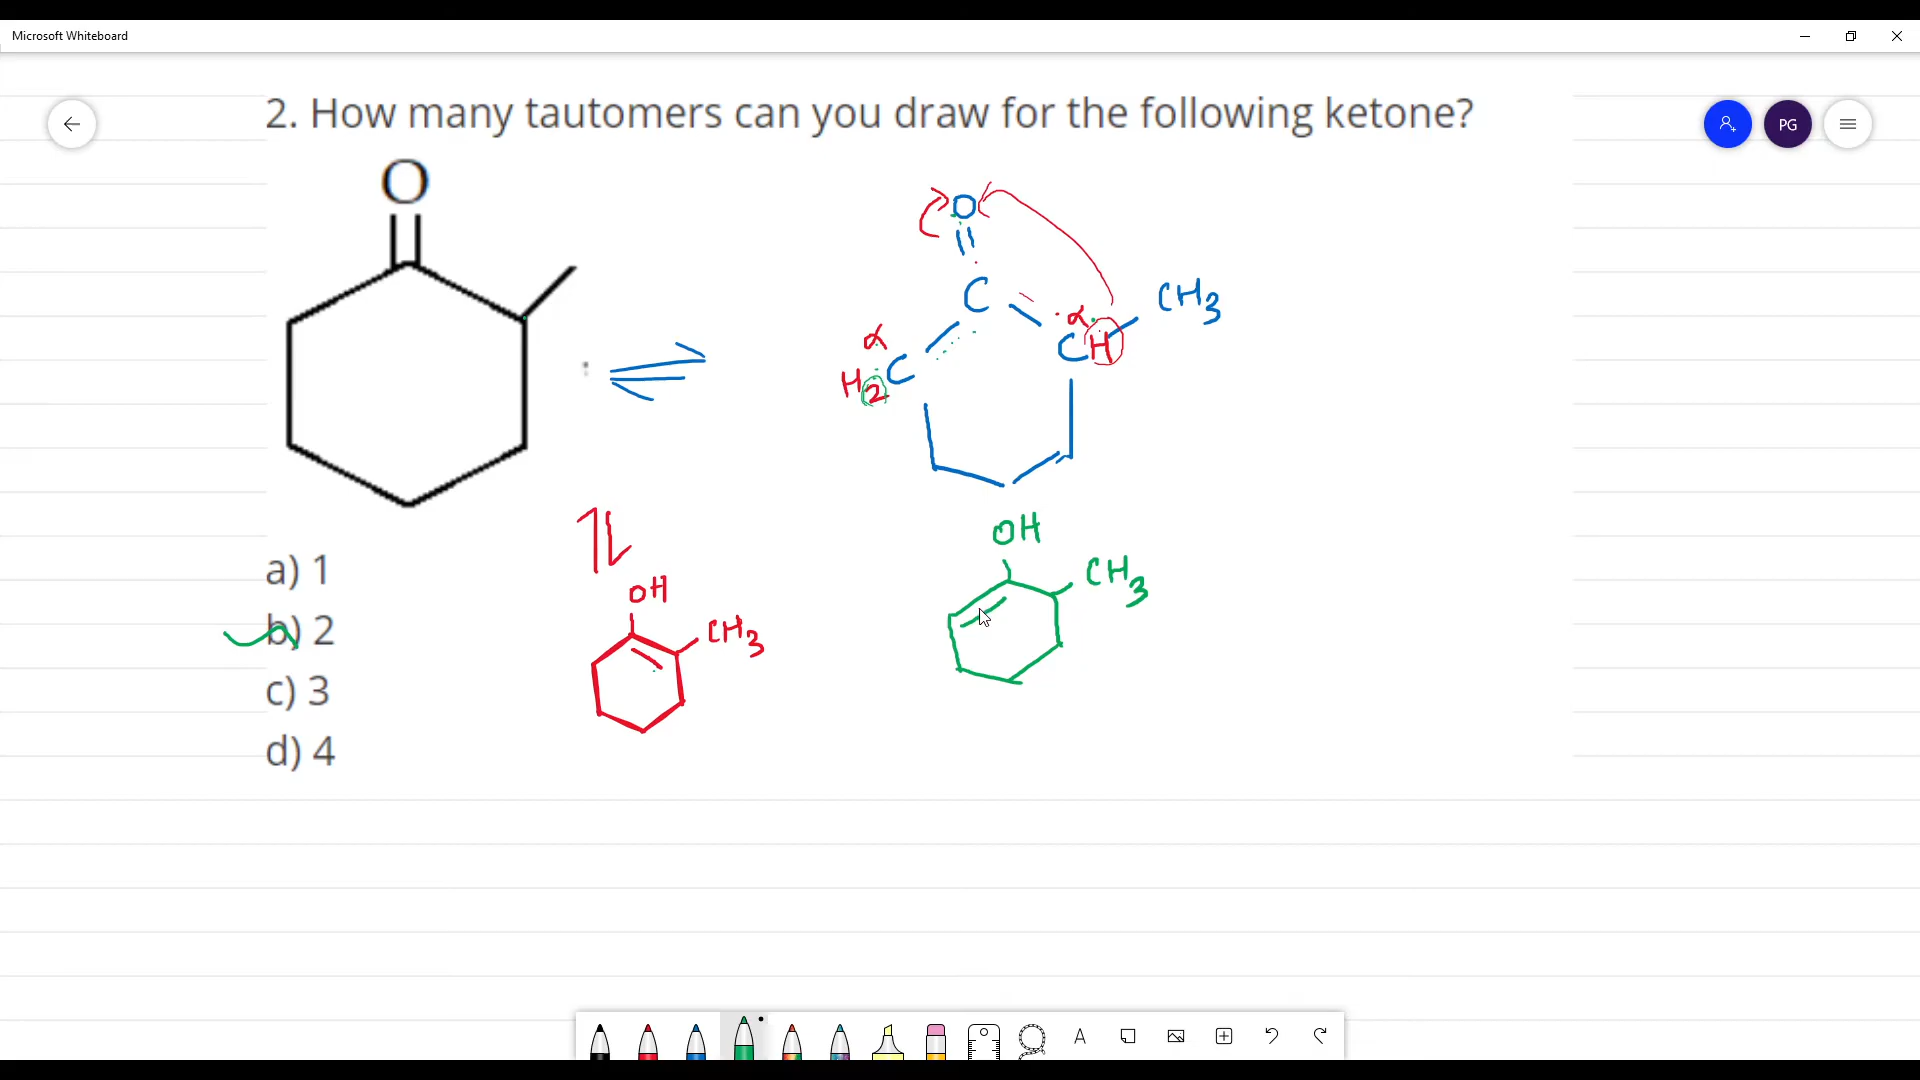 Microsoft Whiteboard
2. How many tautomers can you draw for the following ketone?
PG
O
O
C
α
CH3
α
CH
H2C
a) 1
OH
CH3
b) 2
OH
CH3
c) 3
d) 4
A